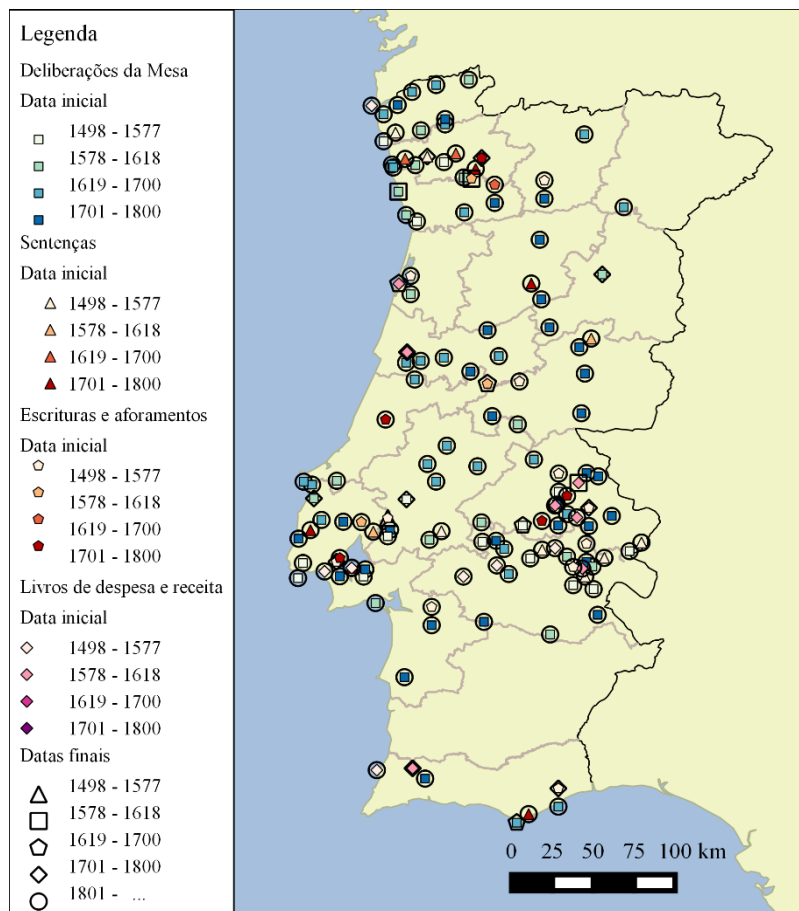 Legenda
Deliberações da Mesa
Data inicial
1498 - 1577
1578 - 1618
1619 - 1700
1701 - 1800
Sentenças
Data inicial
1498 - 1577
1578 - 1618
1619 - 1700
1701 - 1800
Escrituras e aforamentos
Data inicial
1498 - 1577
1578 - 1618
1619 - 1700
1701 - 1800
Livros de despesa e receita
Data inicial
1498 - 1577
1578 - 1618
1619 - 1700
1701 - 1800
Datas finais
1498 - 1577
1578 - 1618
1619 - 1700
1701 - 1800
1801 - ...
0 25 50 75 100 km